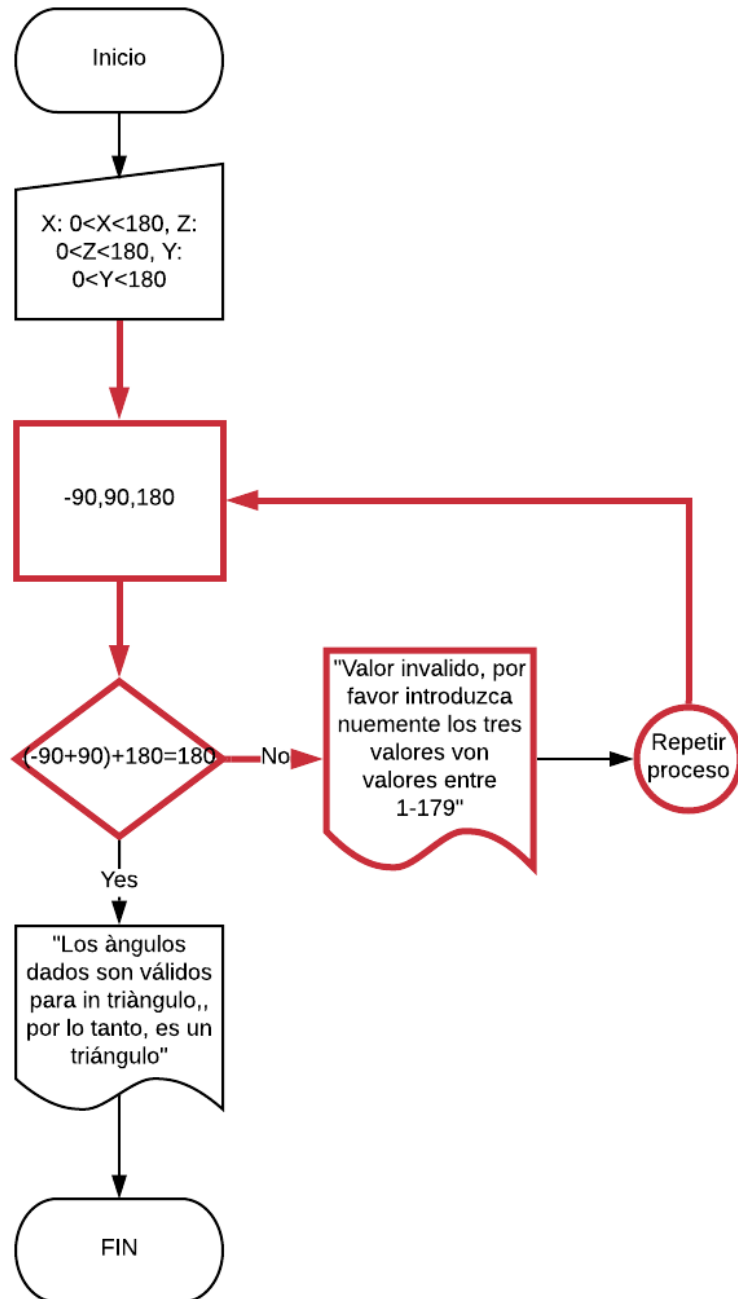 Inicio
X: 0<X<180, Z:
0<Z<180, Y:
0<Y<180
-90,90,180
(-90+90)+180=180
No
"Valor invalido, por
favor introduzca
nuemente los tres
valores von
valores entre
1-179"
Repetir
proceso
Yes
"Los àngulos
dados son válidos
para in triàngulo,,
por lo tanto, es un
triángulo"
FIN